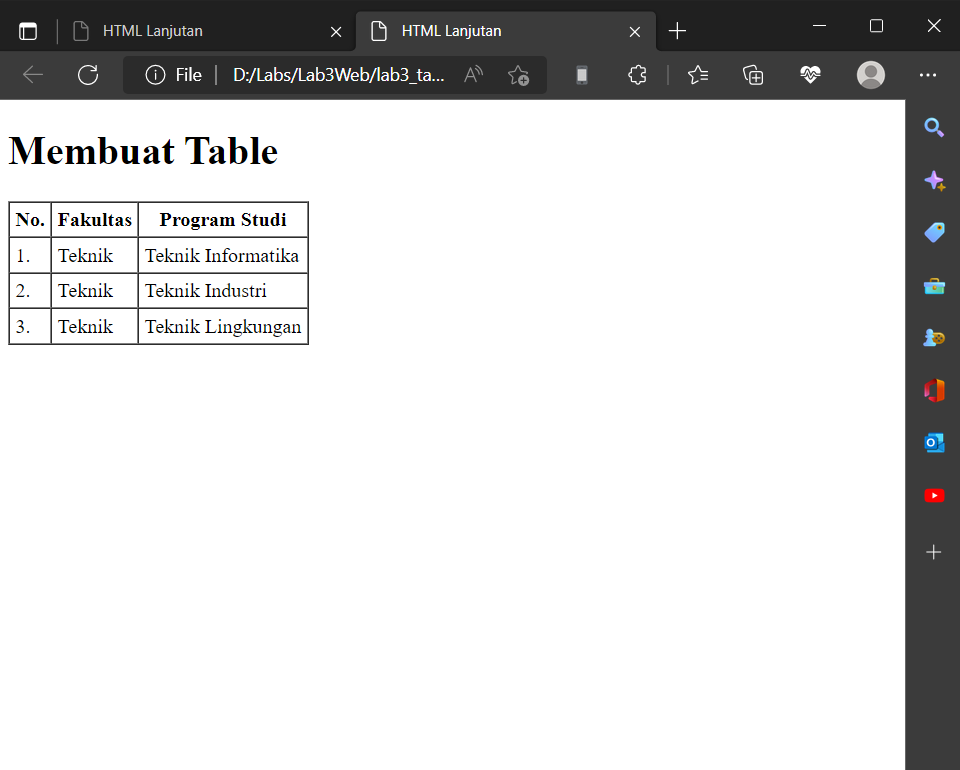 HTML Lanjutan
HTML Lanjutan
File D:/Labs/Lab3Web/lab3_ta...
Membuat Table
No. Fakultas Program Studi
1. Teknik Teknik Informatika
2. Teknik Teknik Industri
3. Teknik Teknik Lingkungan